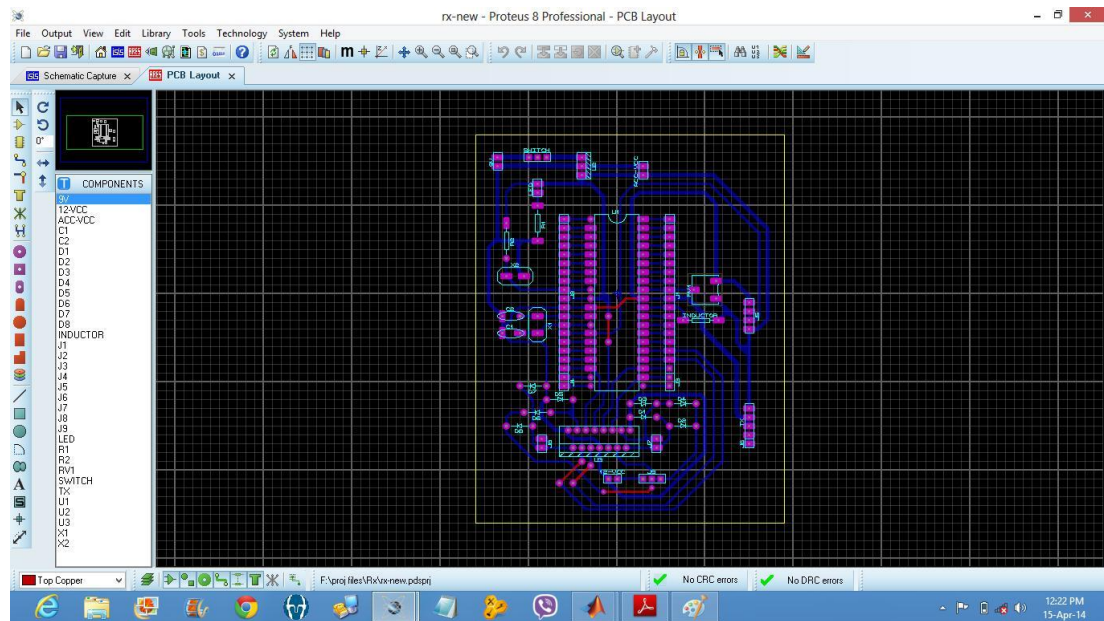 rx-new - Proteus 8 Professional - PCB Layout
File Output View Edit Library Tools Technology System Help
Schematic Capture
PCB Layout
0°
COMPONENTS
9V
12-VCC
ACC-VCC
C1
C2
D1
D2
D3
D4
D5
D6
D7
D8
INDUCTOR
J1
J2
J3
J4
J5
J6
J7
J8
J9
LED
R1
R2
RV1
SWITCH
TX
U1
U2
U3
X1
X2
SWITCH
ACC-VCC
INDUCTOR
12-VCC
Top Copper
F:\proj files\Rx\rx-new.pdsprj
No CRC errors
No DRC errors
12:22 PM
15-Apr-14